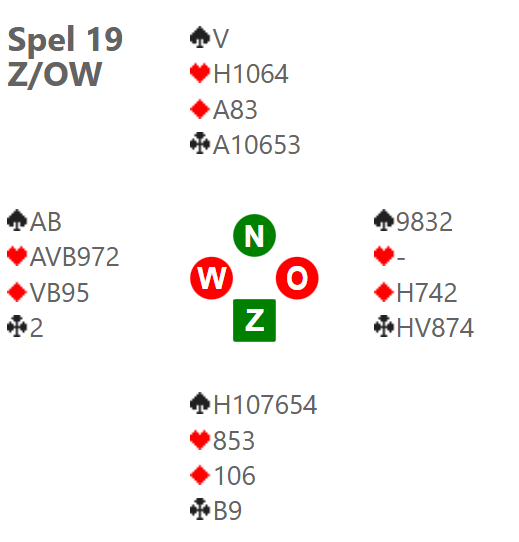 Spel 19
Z/OW
♠V
♥H1064
♦A83
♣A10653
♠AB
♥AVB972
♦VB95
♣2
N
W
O
Z
♠9832
♥-
♦H742
♣HV874
♠H107654
♥853
♦106
♣B9